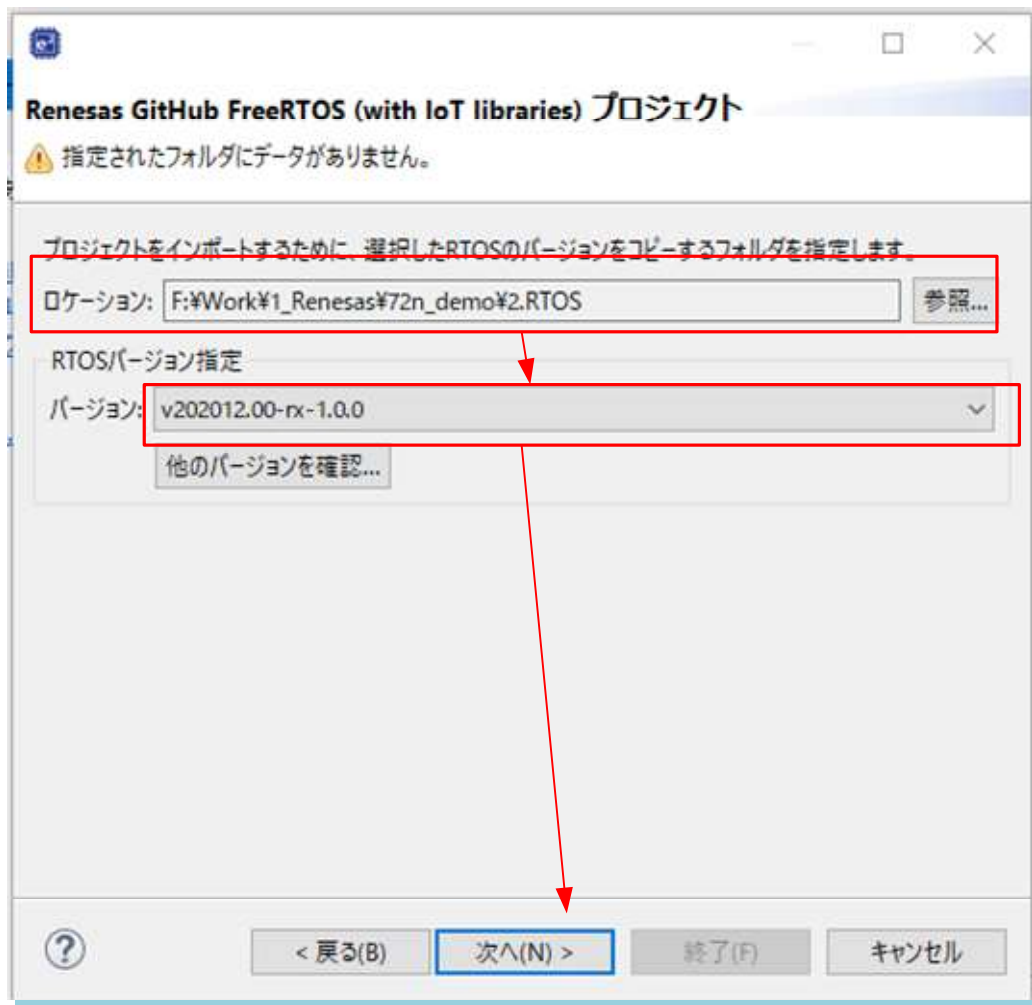 Renesas GitHub FreeRTOS (with IoT libraries) プロジェクト
指定されたフォルダにデータがありません。
プロジェクトをインポートするために、選択したRTOSのバージョンをコピーするフォルダを指定します。
ロケーション: F:¥Work¥1_Renesas¥72n_demo¥2.RTOS 参照...
RTOSバージョン指定
バージョン: v202012.00-rx-1.0.0
他のバージョンを確認...
< 戻る(B) 次へ(N) > 終了(F) キャンセル